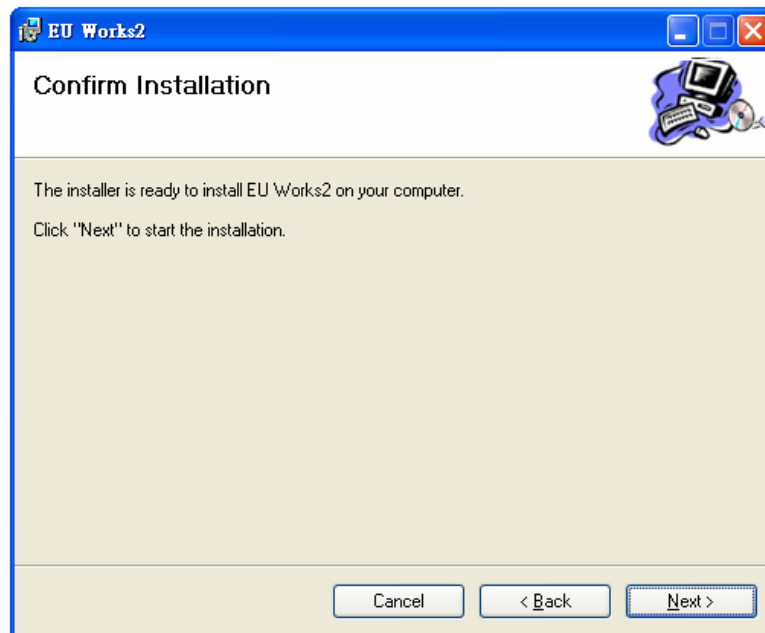 EU Works2
Confirm Installation
The installer is ready to install EU Works2 on your computer.
Click "Next" to start the installation.
Cancel
< Back
Next >